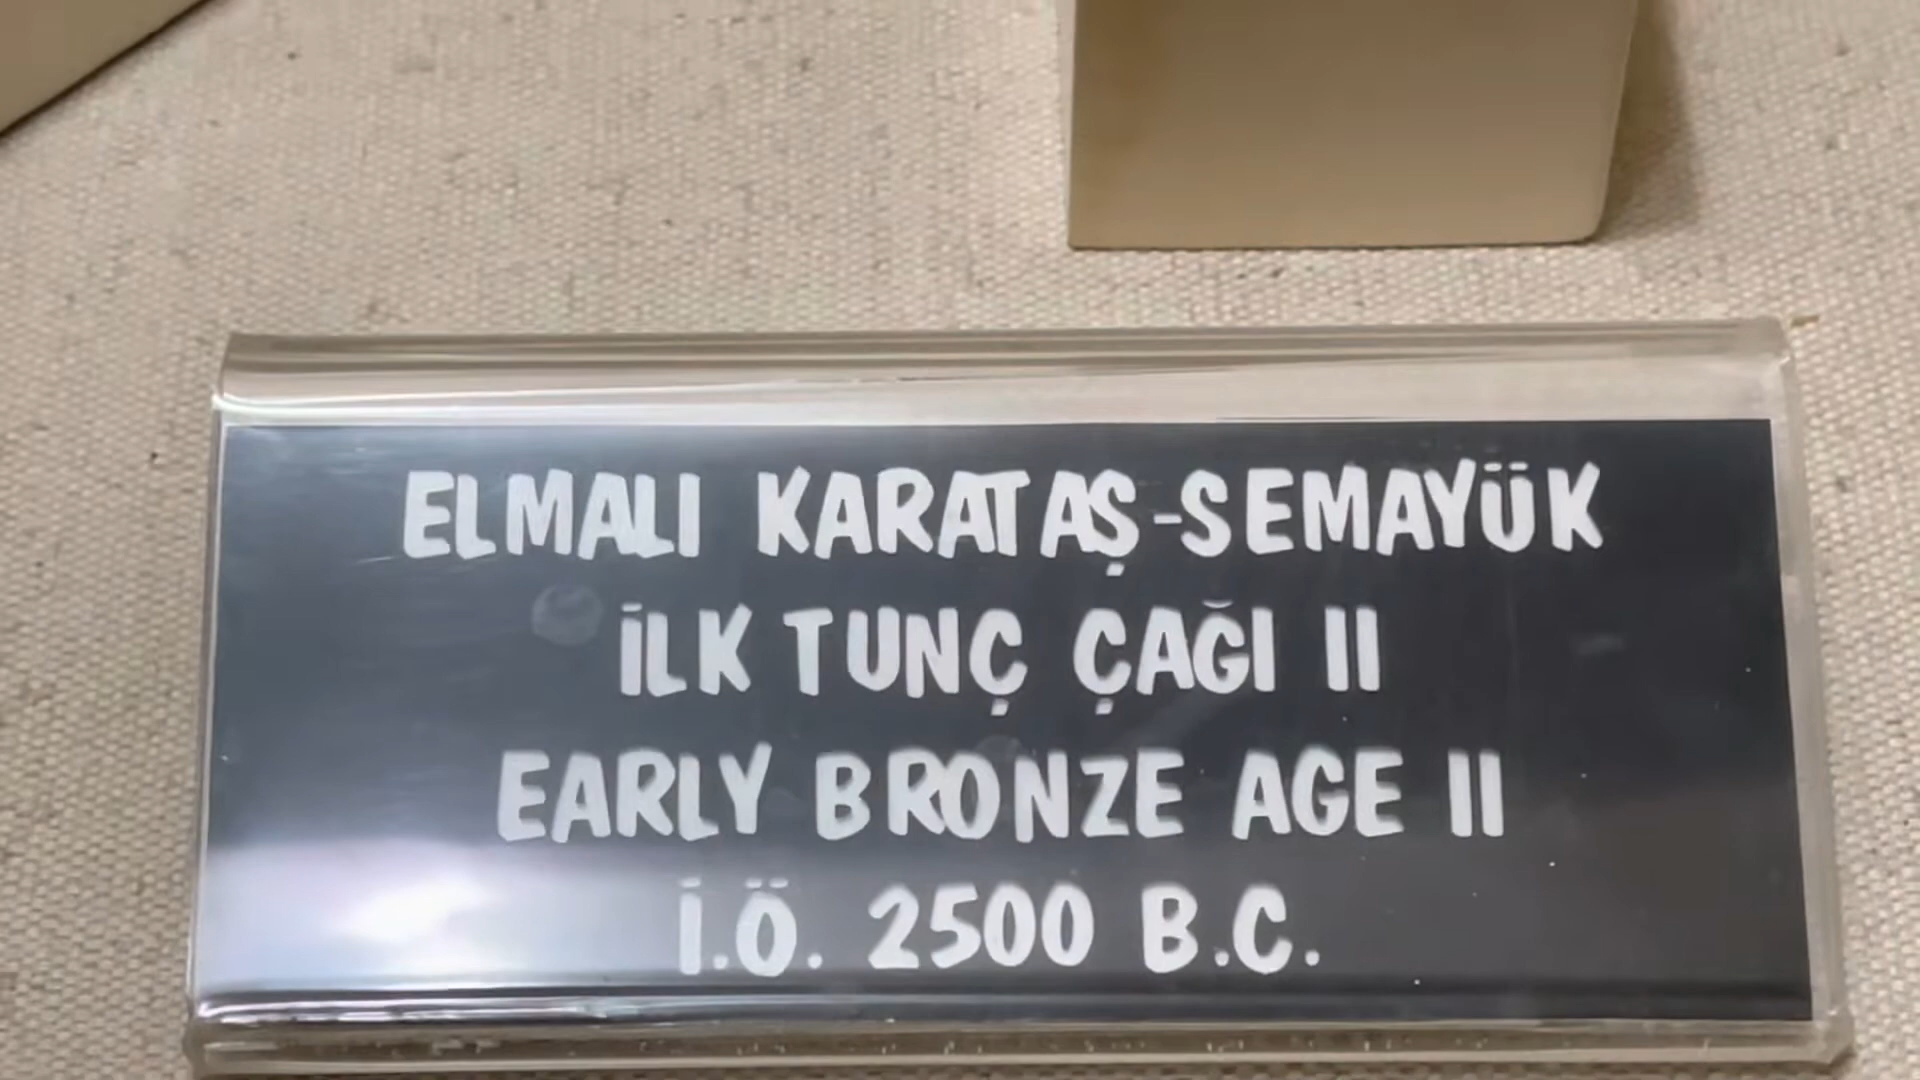 ELMALI KARATAŞ-SEMAYÜK
İLK TUNÇ ÇAĞI II
EARLY BRONZE AGE II
İ.Ö. 2500 B.C.